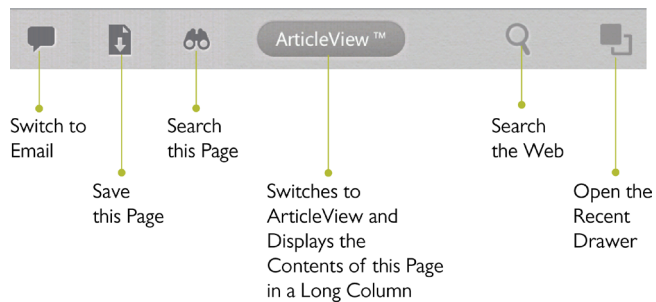 ArticleView ™
Switch to
Email
Save
this Page
Search
this Page
Switches to
ArticleView and
Displays the
Contents of this Page
in a Long Column
Search
the Web
Open the
Recent
Drawer